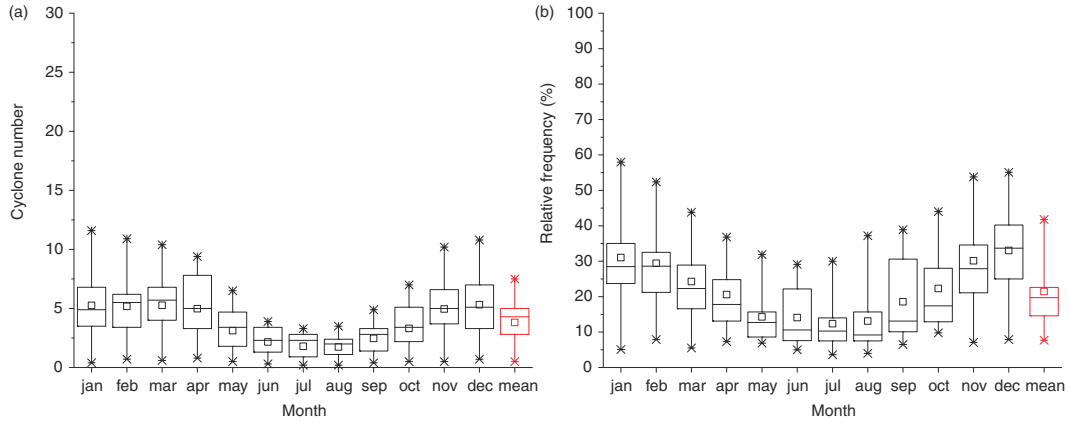 (a)
30
25
20
15
10
5
0
Cyclone number
jan feb mar apr may jun jul aug sep oct nov dec mean
Month
(b)
100
90
80
70
60
50
40
30
20
10
0
Relative frequency (%)
jan feb mar apr may jun jul aug sep oct nov dec mean
Month